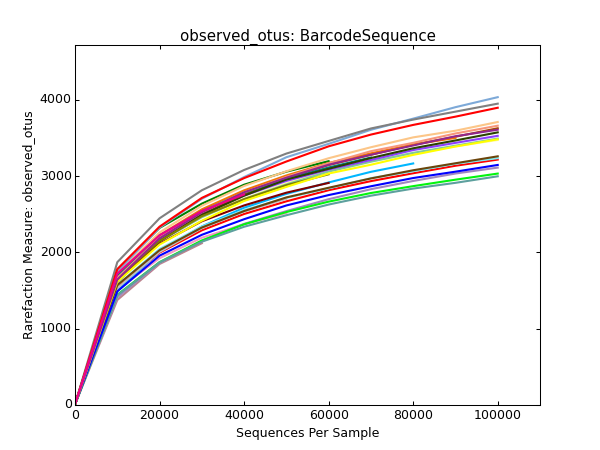 observed_otus: BarcodeSequence
4000
3000
2000
1000
0
0 20000 40000 60000 80000 100000
Rarefaction Measure: observed_otus
Sequences Per Sample